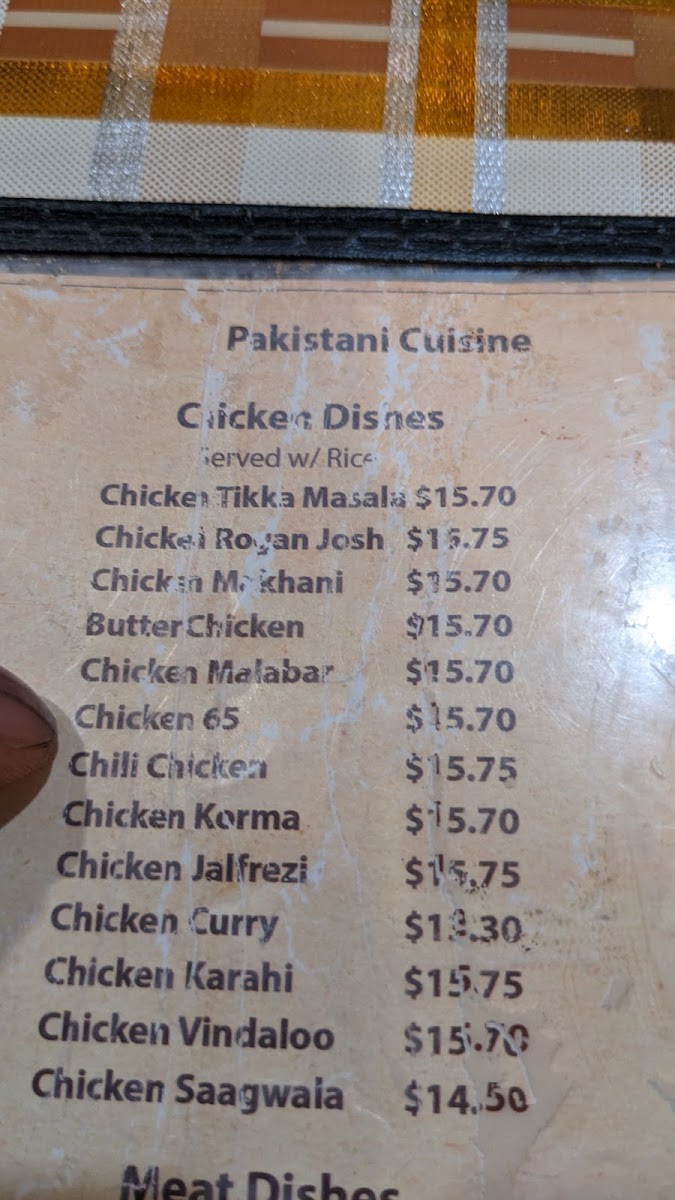 Pakistani Cuisine
Chicken Dishes
Served w/ Rice
Chicken Tikka Masala $15.70
Chicken Rogan Josh $15.75
Chicken Makhani $15.70
Butter Chicken $15.70
Chicken Malabar $15.70
Chicken 65 $15.70
Chili Chicken $15.75
Chicken Korma $15.70
Chicken Jalfrezi $15.75
Chicken Curry
Chicken Karahi $15.75
Chicken Vindaloo $15.70
Chicken Saagwala $14.50
Meat Dishes